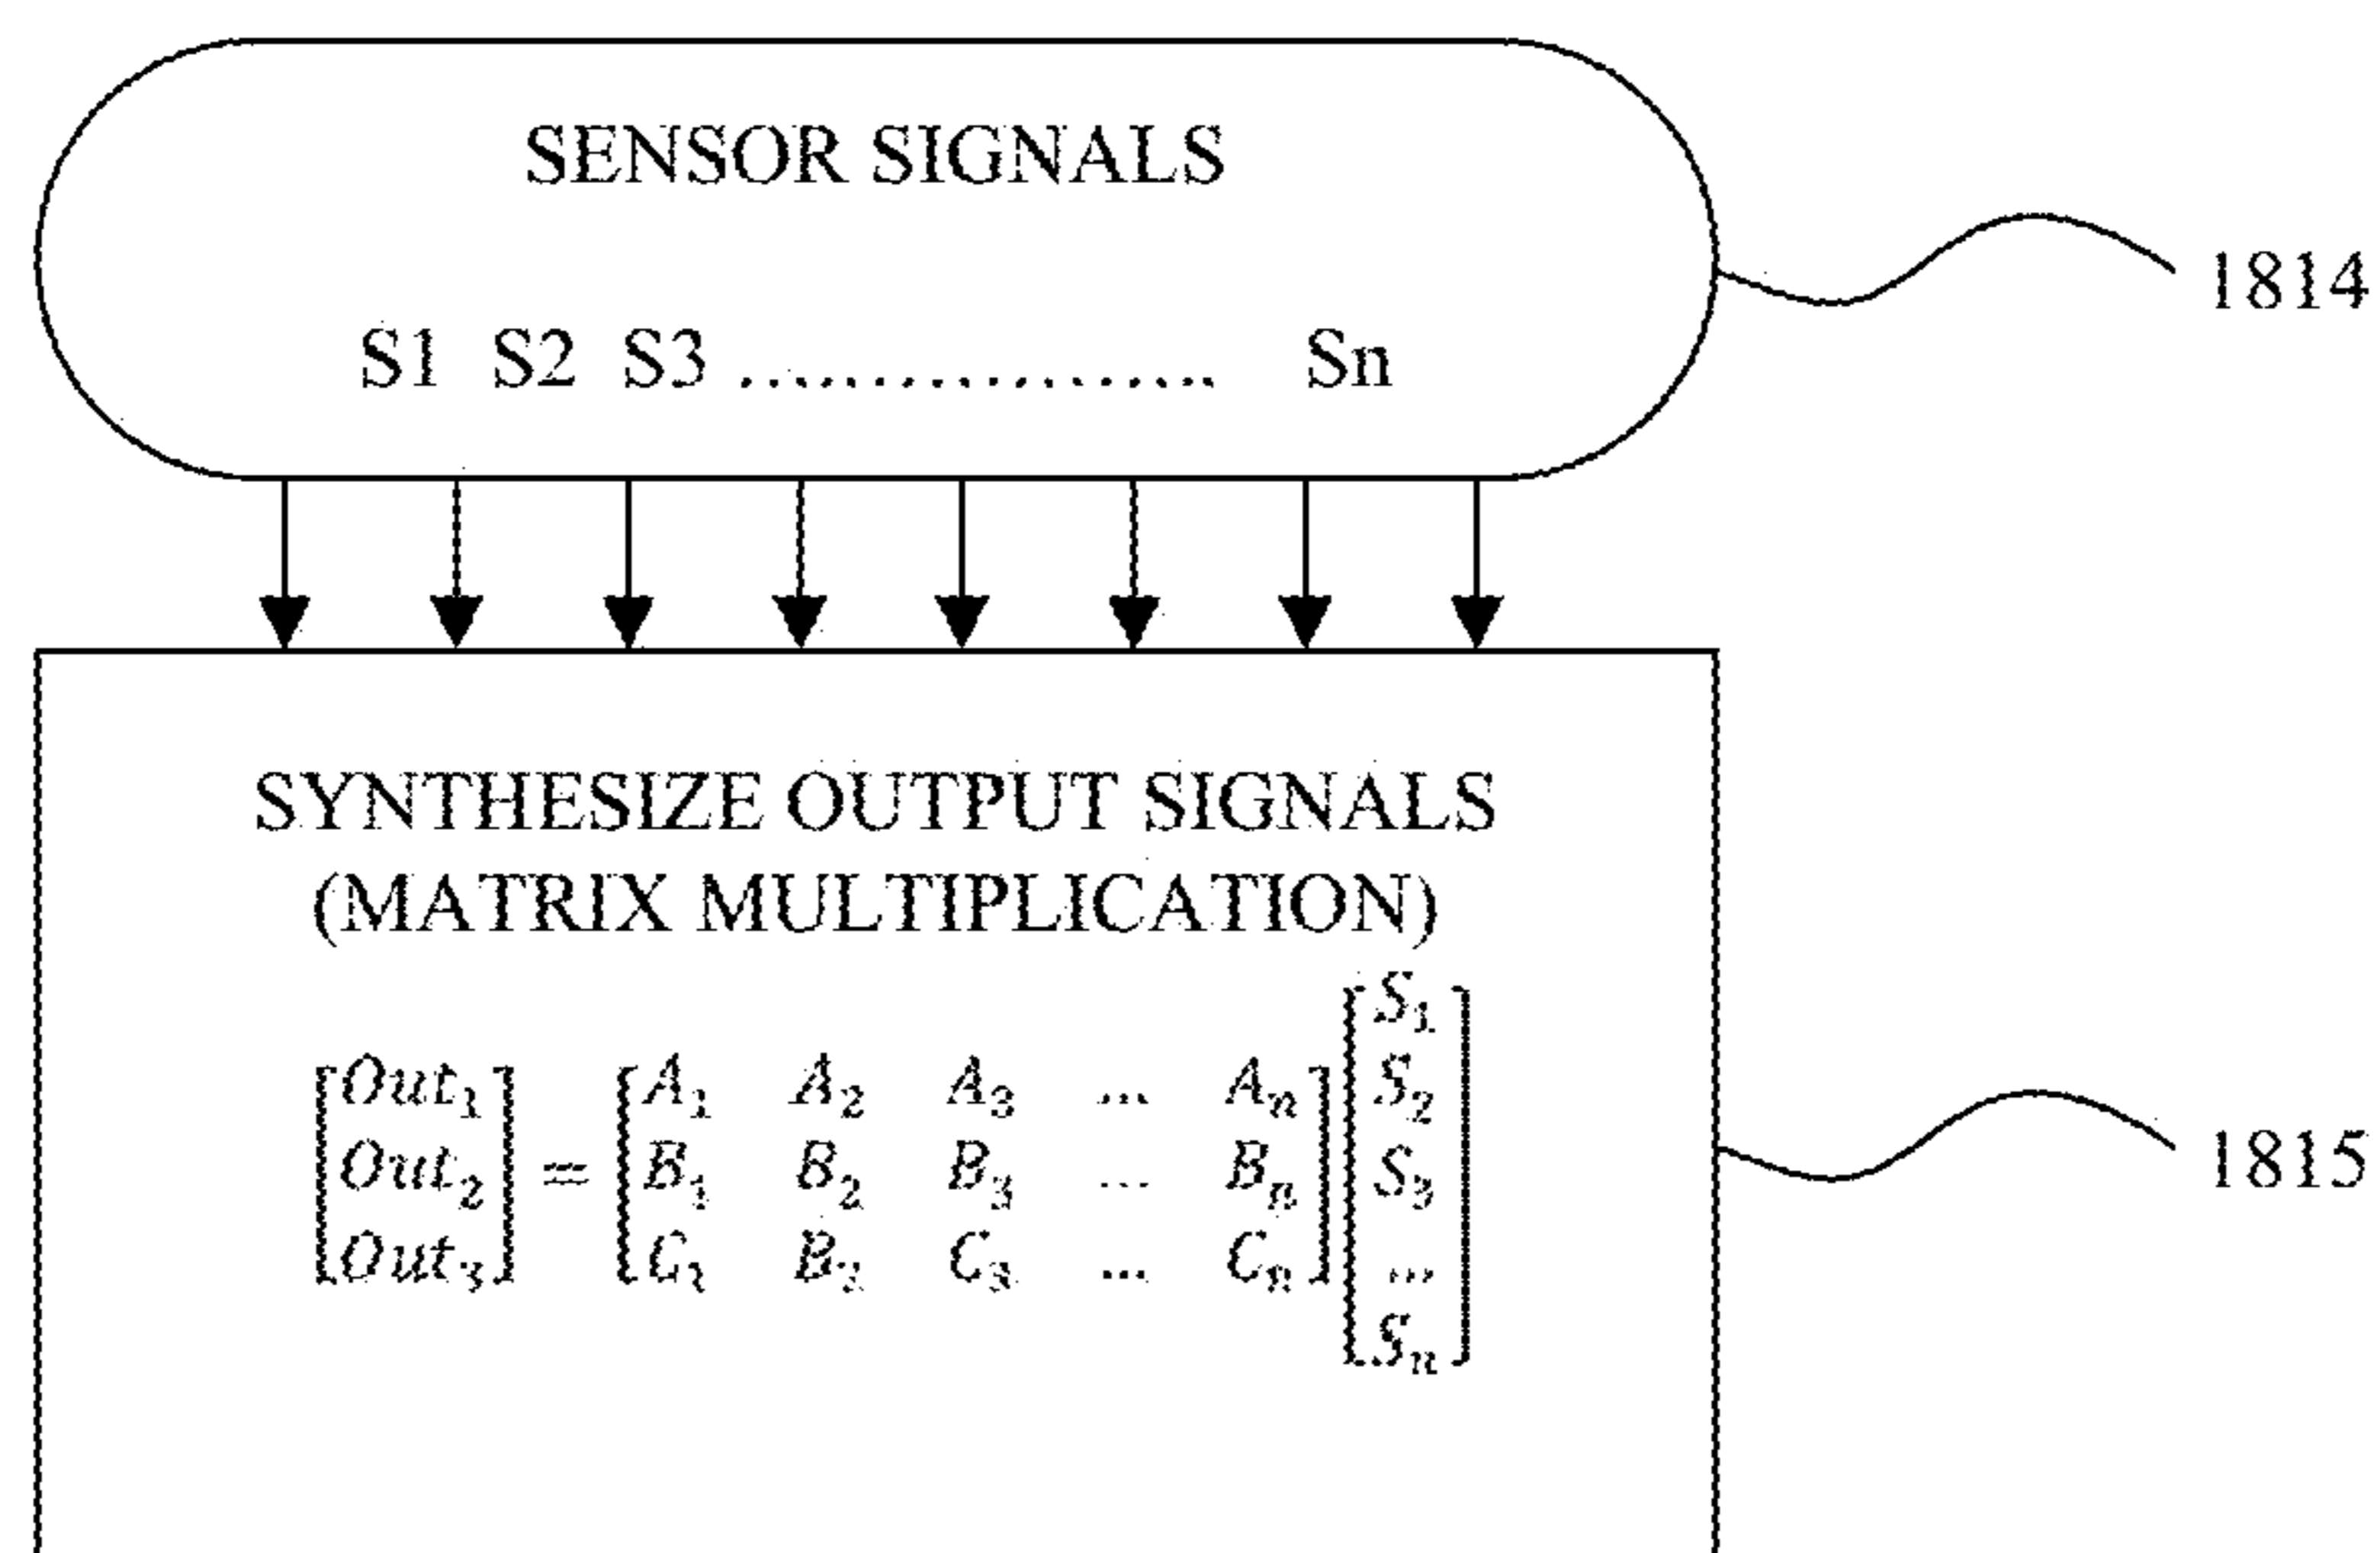 SENSOR SIGNALS
1814
S1 S2 S3 .................. Sn
SYNTHESIZE OUTPUT SIGNALS
(MATRIX MULTIPLICATION)
[Out₁ Out₂ Out₃] = [A₁ A₂ A₃ ... Aₙ
B₁ B₂ B₃ ... Bₙ
C₁ B₂ C₃ ... Cₙ] [S₁ S₂ S₃ ... Sₙ]
1815